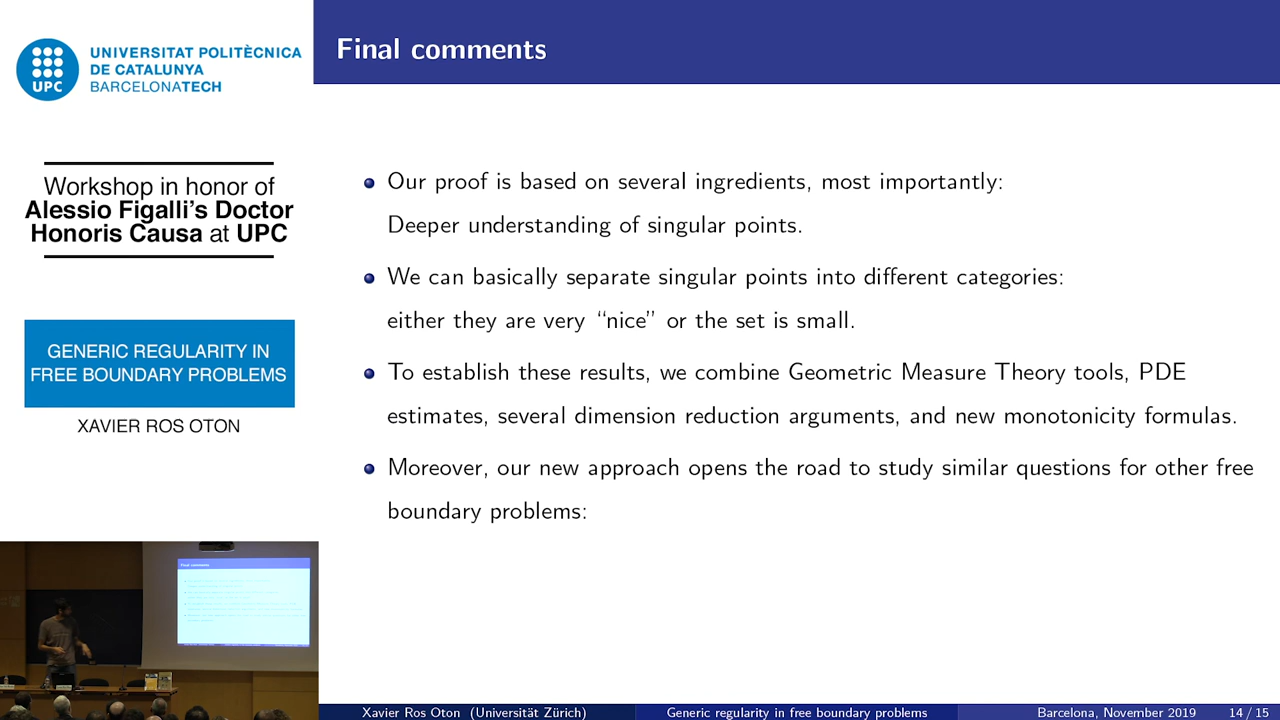 UNIVERSITAT POLITÈCNICA
DE CATALUNYA
BARCELONATECH
UPC
Workshop in honor of
Alessio Figalli's Doctor
Honoris Causa at UPC
GENERIC REGULARITY IN
FREE BOUNDARY PROBLEMS
XAVIER ROS OTON
Final comments
Our proof is based on several ingredients, most importantly:
Deeper understanding of singular points.
We can basically separate singular points into different categories:
either they are very “nice” or the set is small.
To establish these results, we combine Geometric Measure Theory tools, PDE
estimates, several dimension reduction arguments, and new monotonicity formulas.
Moreover, our new approach opens the road to study similar questions for other free
boundary problems:
Final comments
Xavier Ros Oton (Universität Zürich)
Generic regularity in free boundary problems
Barcelona, November 2019
14 / 15